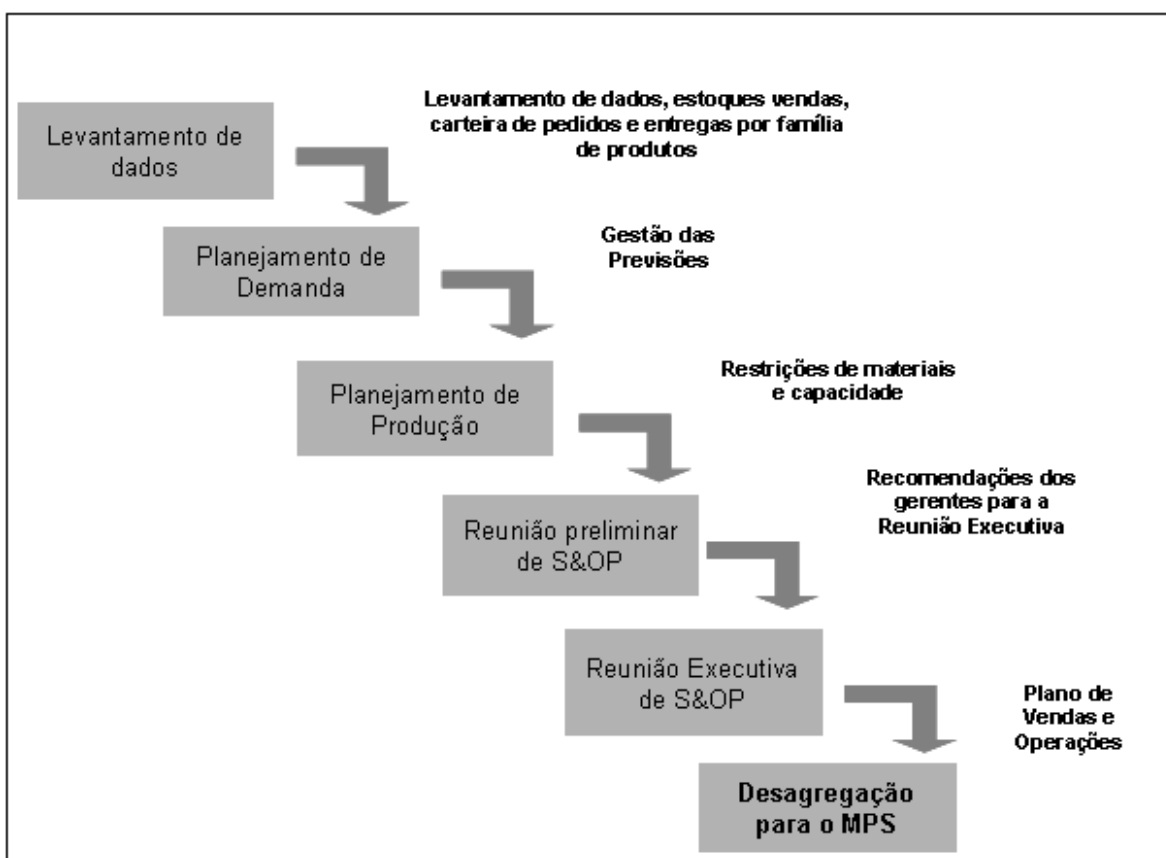 Levantamento de
dados
Levantamento de dados, estoques vendas,
carteira de pedidos e entregas por família
de produtos
Planejamento de
Demanda
Gestão das
Previsões
Planejamento de
Produção
Restrições de materiais
e capacidade
Reunião preliminar
de S&OP
Recomendações dos
gerentes para a
Reunião Executiva
Reunião Executiva
de S&OP
Plano de
Vendas e
Operações
Desagregação
para o MPS